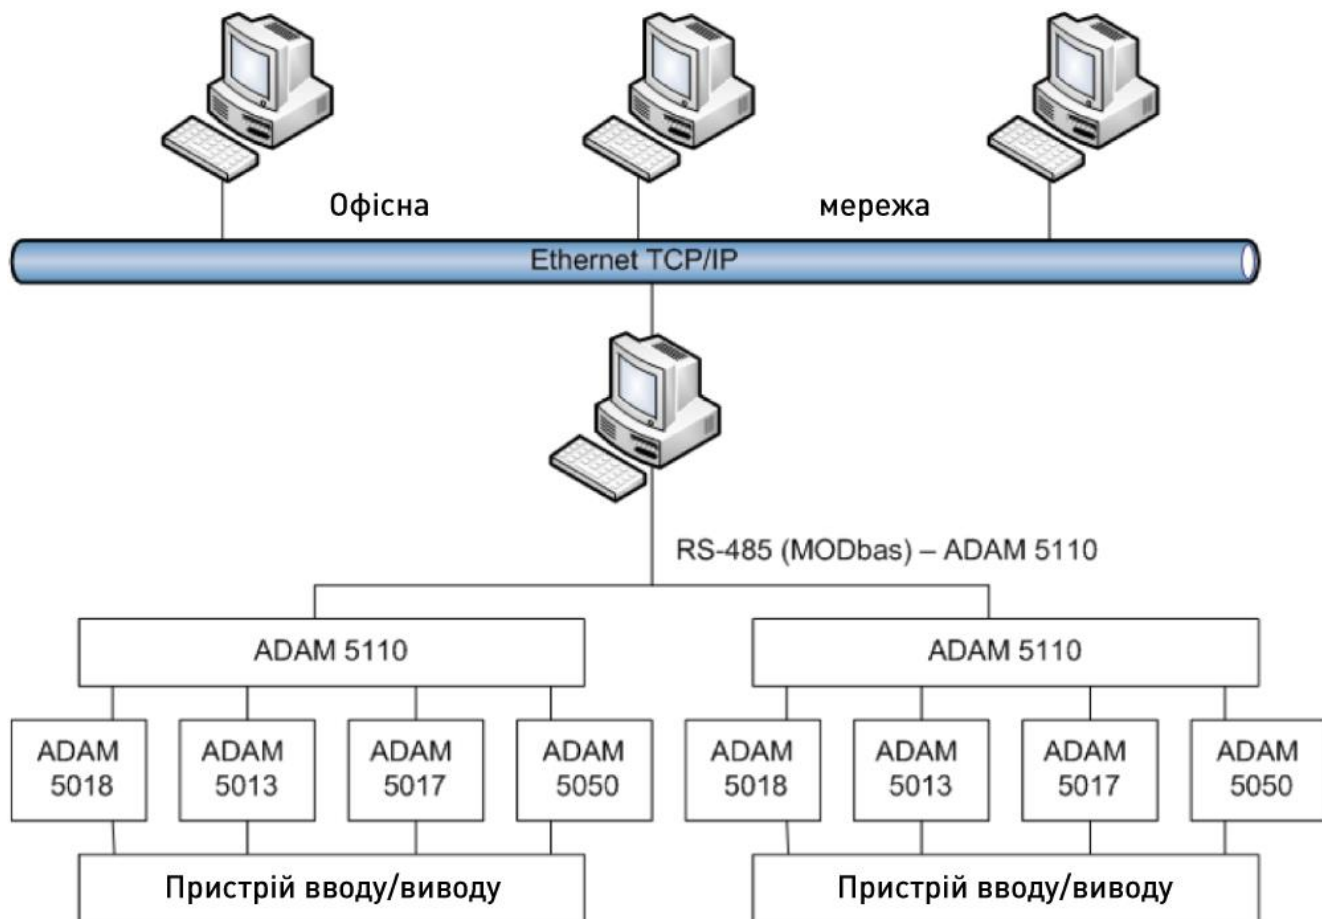 Офісна мережа
Ethernet TCP/IP
RS-485 (MODbas) – ADAM 5110
ADAM 5110
ADAM 5110
ADAM
5018
ADAM
5013
ADAM
5017
ADAM
5050
ADAM
5018
ADAM
5013
ADAM
5017
ADAM
5050
Пристрій вводу/виводу
Пристрій вводу/виводу